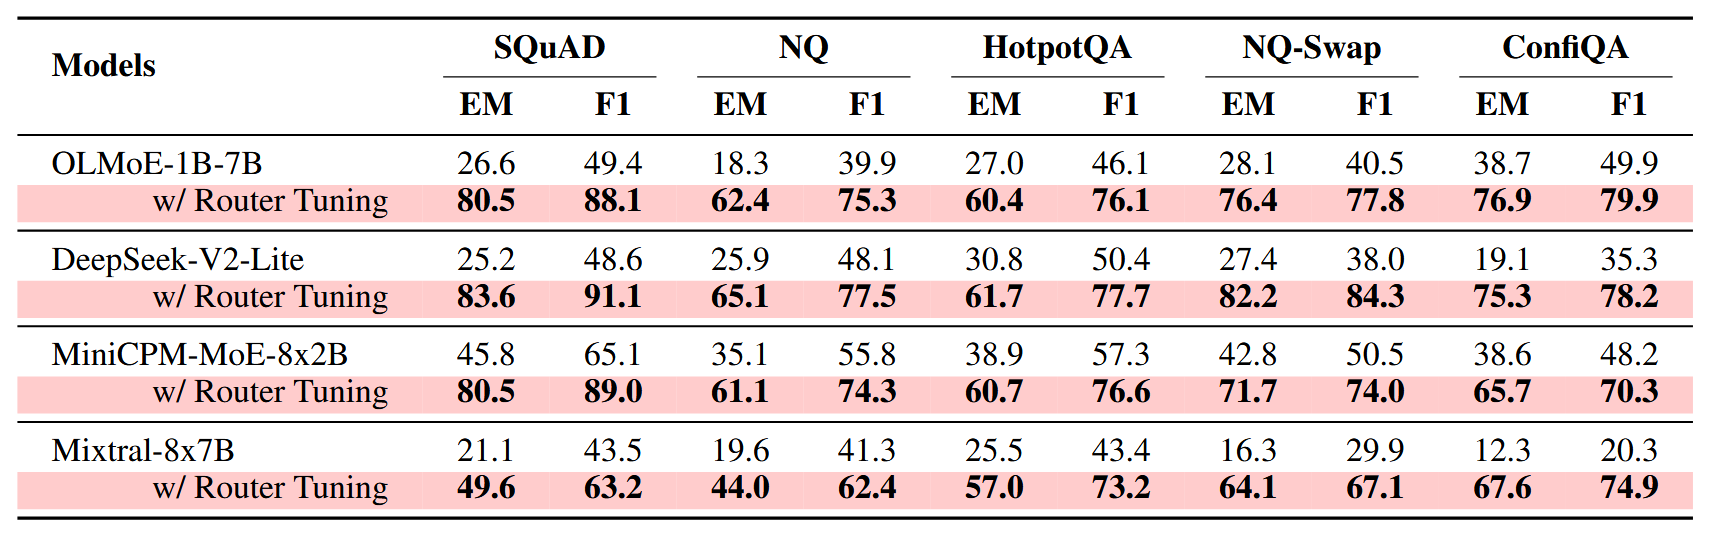 Models SQuAD NQ HotpotQA NQ-Swap ConfiQA
EM F1 EM F1 EM F1 EM F1 EM F1
OLMoE-1B-7B 26.6 49.4 18.3 39.9 27.0 46.1 28.1 40.5 38.7 49.9
w/ Router Tuning 80.5 88.1 62.4 75.3 60.4 76.1 76.4 77.8 76.9 79.9
DeepSeek-V2-Lite 25.2 48.6 25.9 48.1 30.8 50.4 27.4 38.0 19.1 35.3
w/ Router Tuning 83.6 91.1 65.1 77.5 61.7 77.7 82.2 84.3 75.3 78.2
MiniCPM-MoE-8x2B 45.8 65.1 35.1 55.8 38.9 57.3 42.8 50.5 38.6 48.2
w/ Router Tuning 80.5 89.0 61.1 74.3 60.7 76.6 71.7 74.0 65.7 70.3
Mixtral-8x7B 21.1 43.5 19.6 41.3 25.5 43.4 16.3 29.9 12.3 20.3
w/ Router Tuning 49.6 63.2 44.0 62.4 57.0 73.2 64.1 67.1 67.6 74.9